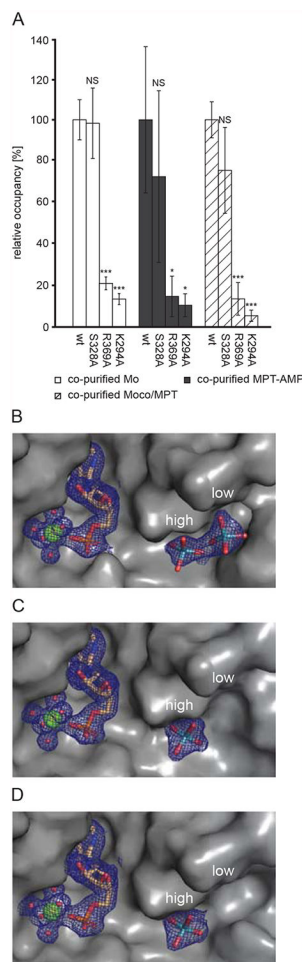 A
relative occupancy [%]
140
120
100
80
60
40
20
0
NS
***
***
NS
*
*
NS
***
***
wt
S328A
R369A
K294A
wt
S328A
R369A
K294A
wt
S328A
R369A
K294A
co-purified Mo
co-purified MPT-AMP
co-purified Moco/MPT
B
low
high
C
low
high
D
low
high